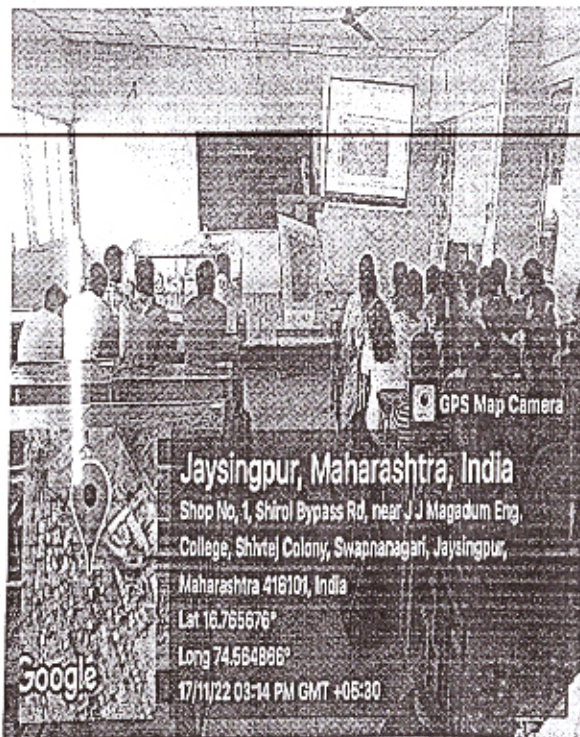 GPS Map Camera
Jaysingpur, Maharashtra, India
Shop No, 1, Shirol Bypass Rd, near J J Magadum Eng,
College, Shivtej Colony, Swapnanagari, Jaysingpur,
Maharashtra 416101, India
Lat 16.765676°
Long 74.564866°
17/11/22 03:14 PM GMT +05:30
Google